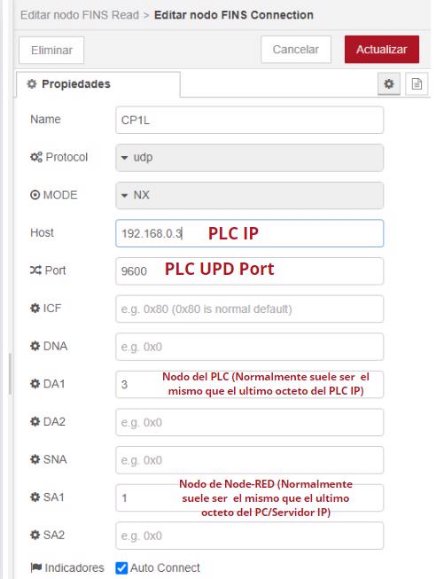 Editar nodo FINS Read > Editar nodo FINS Connection
Eliminar
Cancelar
Actualizar
Propiedades
Name
CP1L
Protocol
udp
MODE
NX
Host
192.168.0.3
PLC IP
Port
9600
PLC UPD Port
ICF
e.g. 0x80 (0x80 is normal default)
DNA
e.g. 0x0
DA1
3
Nodo del PLC (Normalmente suele ser el
mismo que el ultimo octeto del PLC IP)
DA2
e.g. 0x0
SNA
e.g. 0x0
SA1
1
Nodo de Node-RED (Normalmente
suele ser el mismo que el ultimo
octeto del PC/Servidor IP)
SA2
e.g. 0x0
Indicadores
Auto Connect